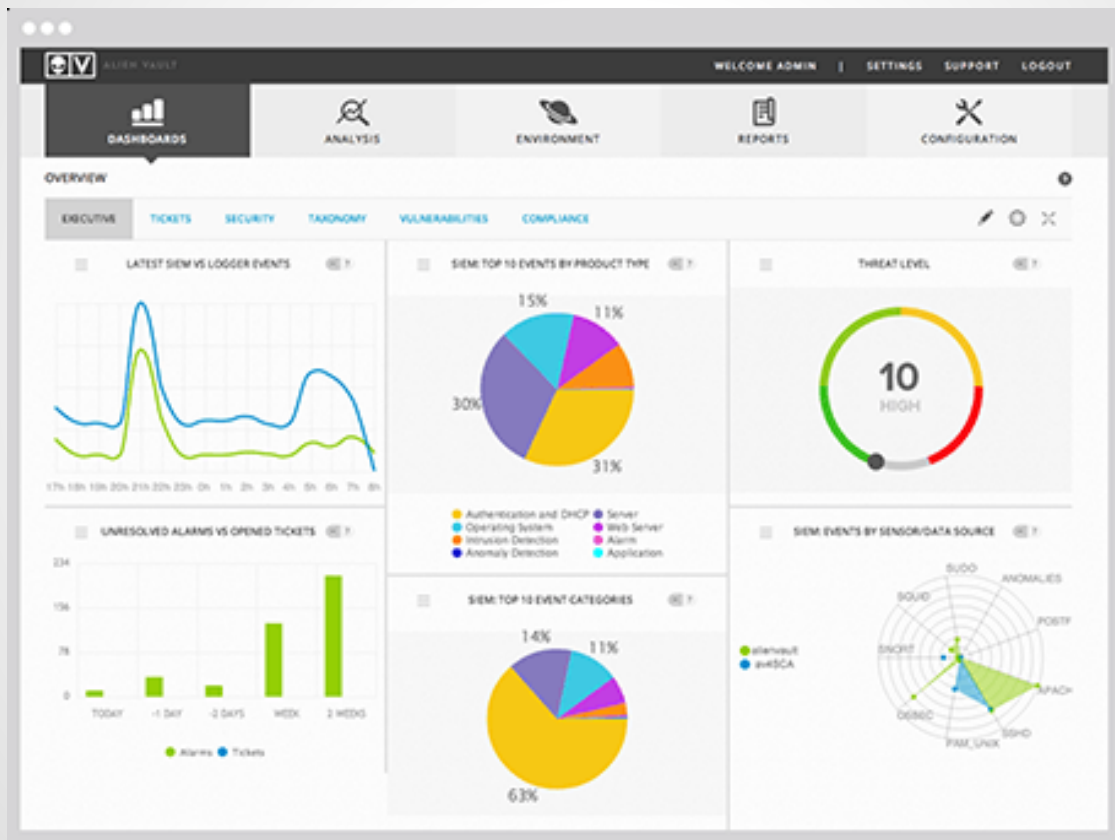 ALIEN VAULT
WELCOME ADMIN | SETTINGS SUPPORT LOGOUT
DASHBOARDS ANALYSIS ENVIRONMENT REPORTS CONFIGURATION
OVERVIEW
EXECUTIVE TICKETS SECURITY TAXONOMY VULNERABILITIES COMPLIANCE
LATEST SIEM VS LOGGER EVENTS
17h 18h 19h 20h 21h 22h 23h 0h 1h 2h 3h 4h 5h 6h 7h 8h
SIEM: TOP 10 EVENTS BY PRODUCT TYPE
15%
11%
30%
31%
Authentication and DHCP Server
Operating System Web Server
Intrusion Detection Alarm
Anomaly Detection Application
THREAT LEVEL
10
HIGH
UNRESOLVED ALARMS VS OPENED TICKETS
234
156
78
0
TODAY -1 DAY -2 DAYS WEEK 2 WEEKS
Alarms Tickets
SIEM: TOP 10 EVENT CATEGORIES
14%
11%
63%
SIEM: EVENTS BY SENSOR/DATA SOURCE
SUDO
ANOMALIES
SQUID
POSTF
SNORT
alienvault
APACH
OSSEC
SSHD
PAM_UNIX